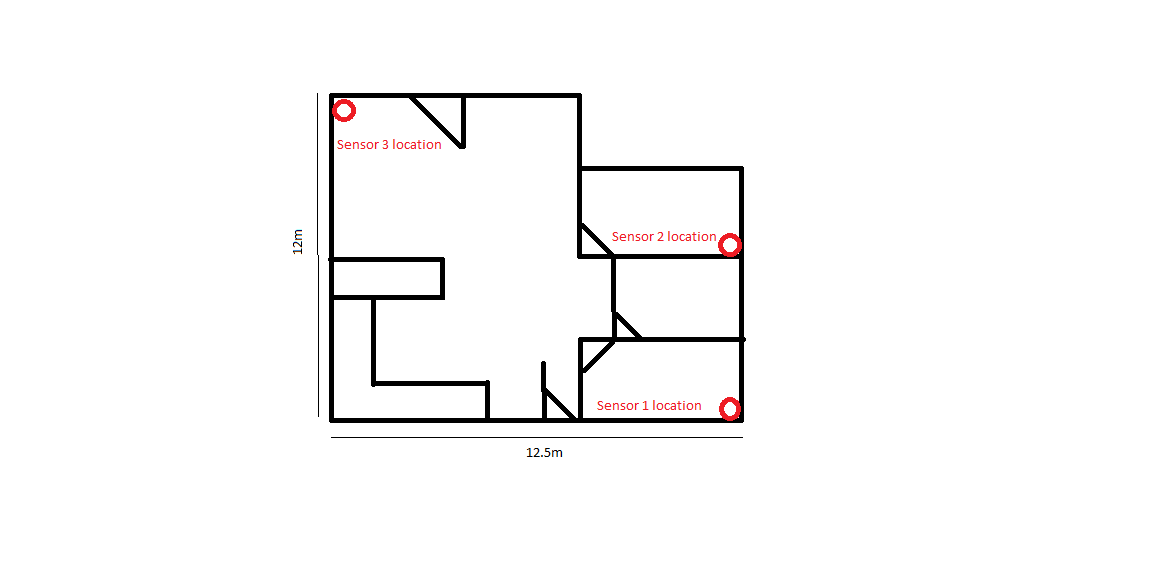 Sensor 3 location
12m
Sensor 2 location
Sensor 1 location
12.5m